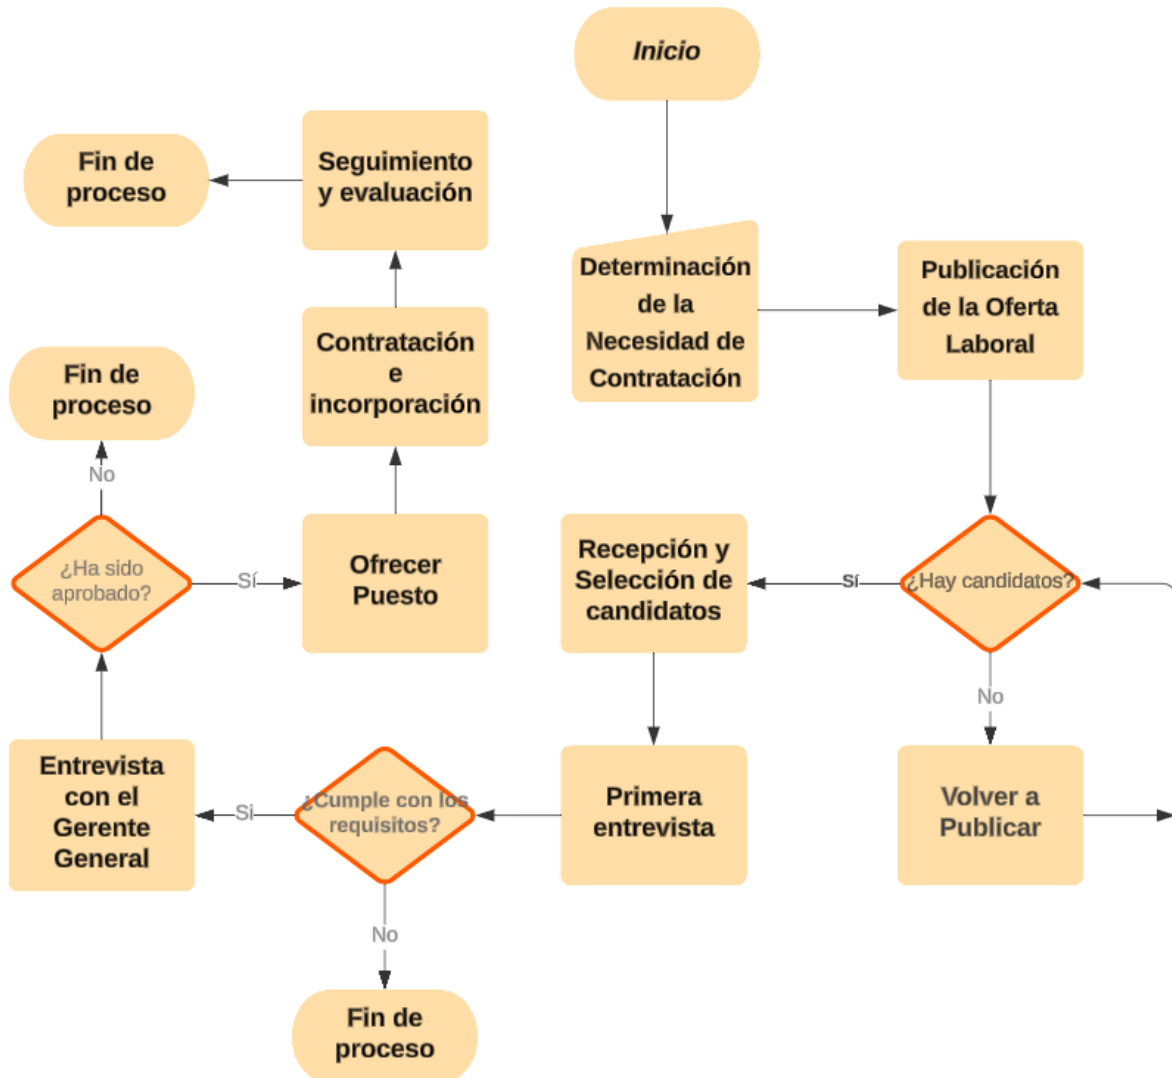 Inicio
Determinación
de la
Necesidad de
Contratación
Publicación
de la Oferta
Laboral
¿Hay candidatos?
No
Volver a
Publicar
Sí
Recepción y
Selección de
candidatos
Primera
entrevista
¿Cumple con los
requisitos?
No
Fin de
proceso
Si
Entrevista
con el
Gerente
General
¿Ha sido
aprobado?
No
Fin de
proceso
Sí
Ofrecer
Puesto
Contratación
e
incorporación
Seguimiento
y evaluación
Fin de
proceso